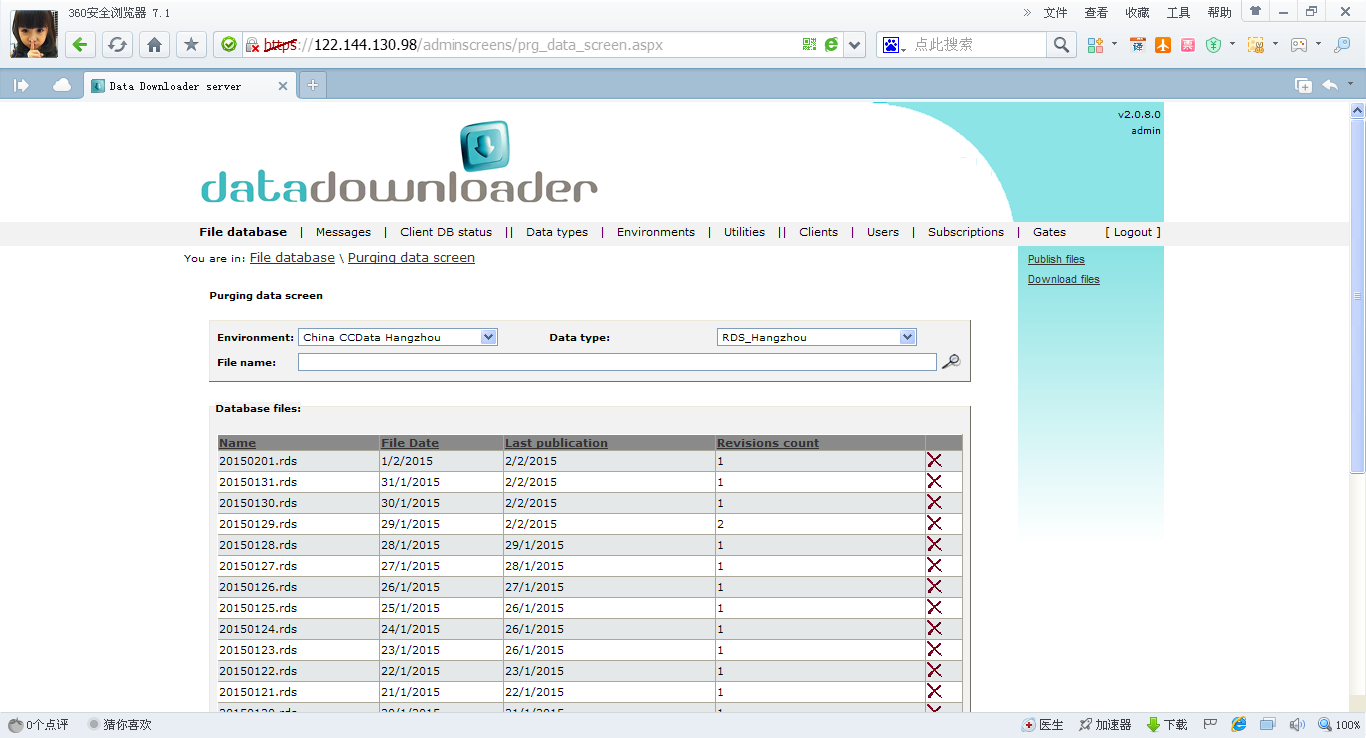 360安全浏览器 7.1
» 文件 查看 收藏 工具 帮助
https://122.144.130.98/adminscreens/prg_data_screen.aspx
点此搜索
译
票
Data Downloader server
v2.0.8.0
admin
datadownloader
File database | Messages | Client DB status || Data types | Environments | Utilities || Clients | Users | Subscriptions | Gates [ Logout ]
You are in: File database \ Purging data screen
Publish files
Download files
Purging data screen
Environment: China CCData Hangzhou Data type: RDS_Hangzhou
File name:
Database files:
Name File Date Last publication Revisions count
20150201.rds 1/2/2015 2/2/2015 1
20150131.rds 31/1/2015 2/2/2015 1
20150130.rds 30/1/2015 2/2/2015 1
20150129.rds 29/1/2015 2/2/2015 2
20150128.rds 28/1/2015 29/1/2015 1
20150127.rds 27/1/2015 28/1/2015 1
20150126.rds 26/1/2015 27/1/2015 1
20150125.rds 25/1/2015 26/1/2015 1
20150124.rds 24/1/2015 26/1/2015 1
20150123.rds 23/1/2015 26/1/2015 1
20150122.rds 22/1/2015 23/1/2015 1
20150121.rds 21/1/2015 22/1/2015 1
20150120.rds 20/1/2015 21/1/2015 1
0个点评 猜你喜欢 医生 加速器 下载 100%